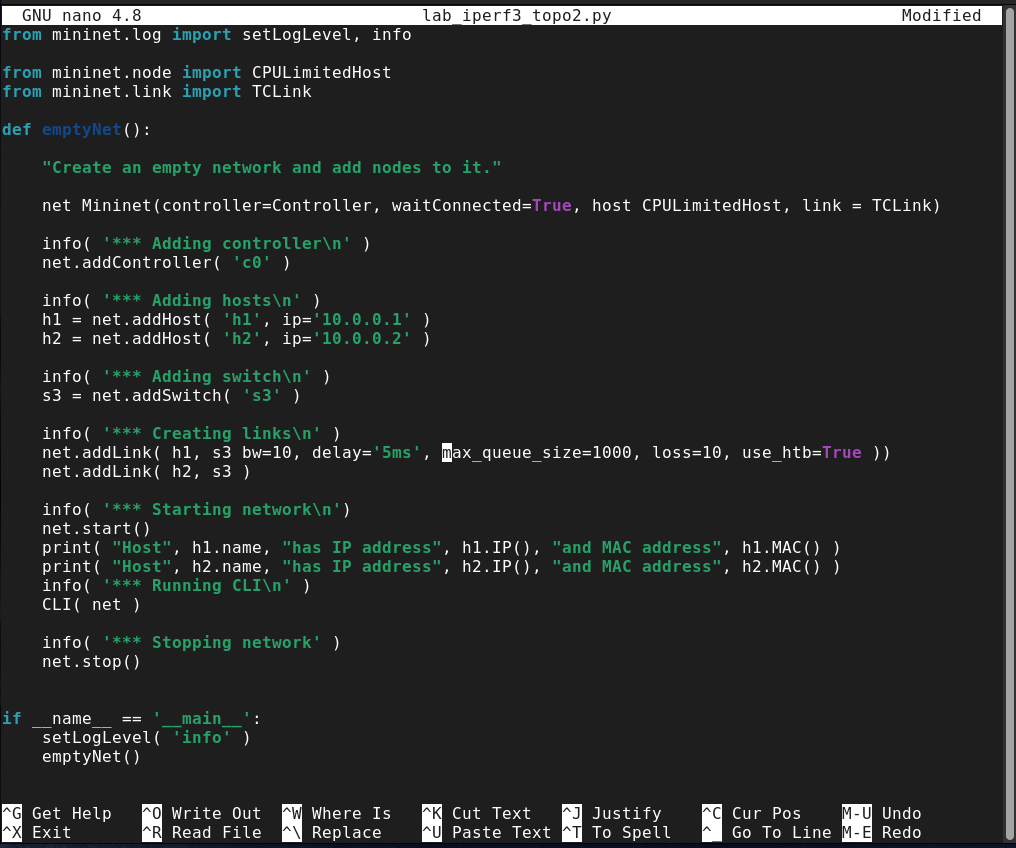 GNU nano 4.8 lab_iperf3_topo2.py Modified
from mininet.log import setLogLevel, info
from mininet.node import CPULimitedHost
from mininet.link import TCLink
def emptyNet():
"Create an empty network and add nodes to it."
net Mininet(controller=Controller, waitConnected=True, host CPULimitedHost, link = TCLink)
info( '*** Adding controller\n' )
net.addController( 'c0' )
info( '*** Adding hosts\n' )
h1 = net.addHost( 'h1', ip='10.0.0.1' )
h2 = net.addHost( 'h2', ip='10.0.0.2' )
info( '*** Adding switch\n' )
s3 = net.addSwitch( 's3' )
info( '*** Creating links\n' )
net.addLink( h1, s3 bw=10, delay='5ms', max_queue_size=1000, loss=10, use_htb=True ))
net.addLink( h2, s3 )
info( '*** Starting network\n')
net.start()
print( "Host", h1.name, "has IP address", h1.IP(), "and MAC address", h1.MAC() )
print( "Host", h2.name, "has IP address", h2.IP(), "and MAC address", h2.MAC() )
info( '*** Running CLI\n' )
CLI( net )
info( '*** Stopping network' )
net.stop()
if __name__ == '__main__':
setLogLevel( 'info' )
emptyNet()
^G Get Help ^O Write Out ^W Where Is ^K Cut Text ^J Justify ^C Cur Pos M-U Undo
^X Exit ^R Read File ^\ Replace ^U Paste Text ^T To Spell ^_ Go To Line M-E Redo